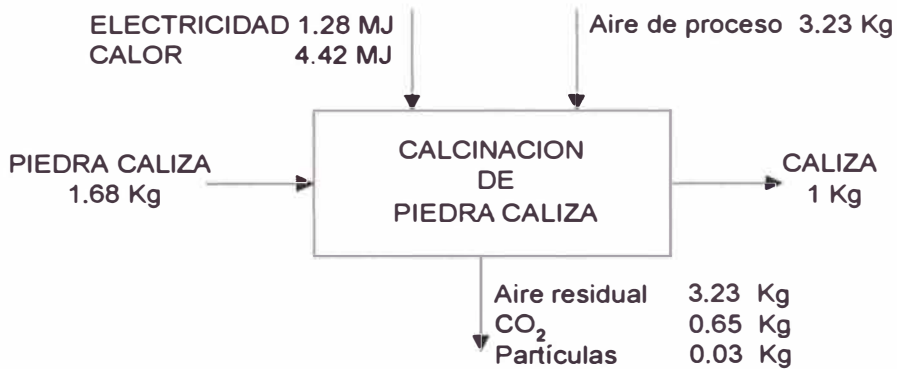 ELECTRICIDAD 1.28 MJ
CALOR 4.42 MJ
Aire de proceso 3.23 Kg
PIEDRA CALIZA
1.68 Kg
CALCINACION
DE
PIEDRA CALIZA
CALIZA
1 Kg
Aire residual 3.23 Kg
CO₂ 0.65 Kg
Partículas 0.03 Kg